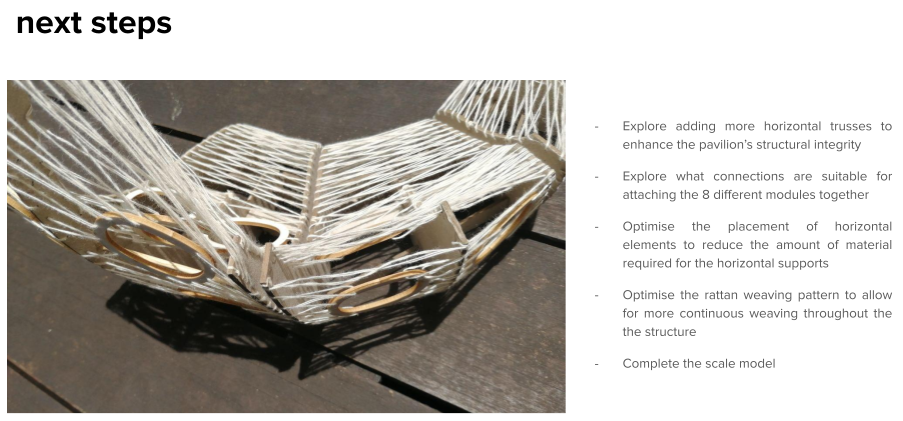 next steps
- Explore adding more horizontal trusses to
enhance the pavilion's structural integrity
- Explore what connections are suitable for
attaching the 8 different modules together
- Optimise the placement of horizontal
elements to reduce the amount of material
required for the horizontal supports
- Optimise the rattan weaving pattern to allow
for more continuous weaving throughout the
the structure
- Complete the scale model